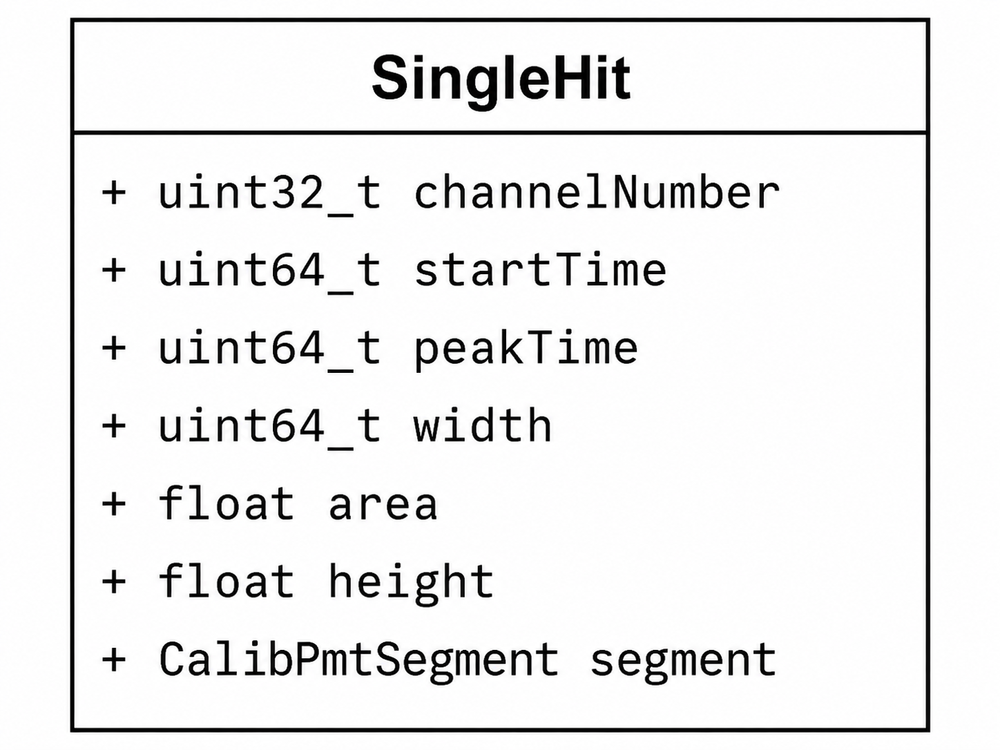 SingleHit
+ uint32_t channelNumber
+ uint64_t startTime
+ uint64_t peakTime
+ uint64_t width
+ float area
+ float height
+ CalibPmtSegment segment